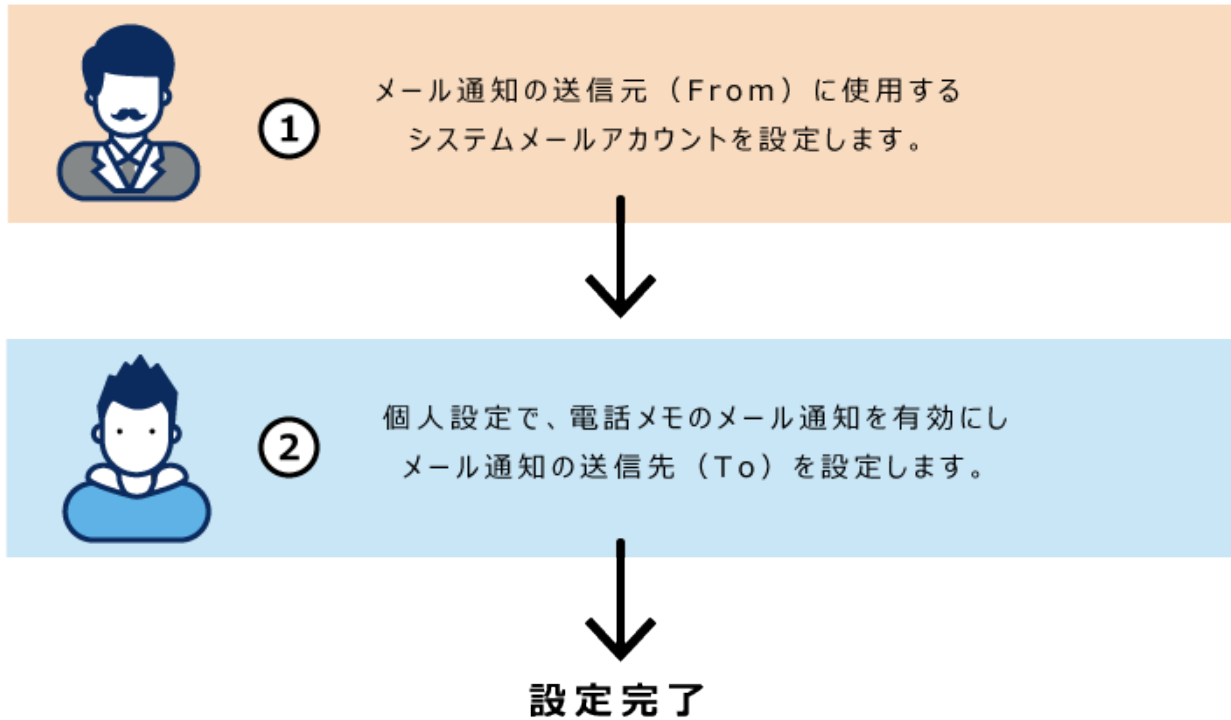 ①
メール通知の送信元（From）に使用する
システムメールアカウントを設定します。
②
個人設定で、電話メモのメール通知を有効にし
メール通知の送信先（To）を設定します。
設定完了